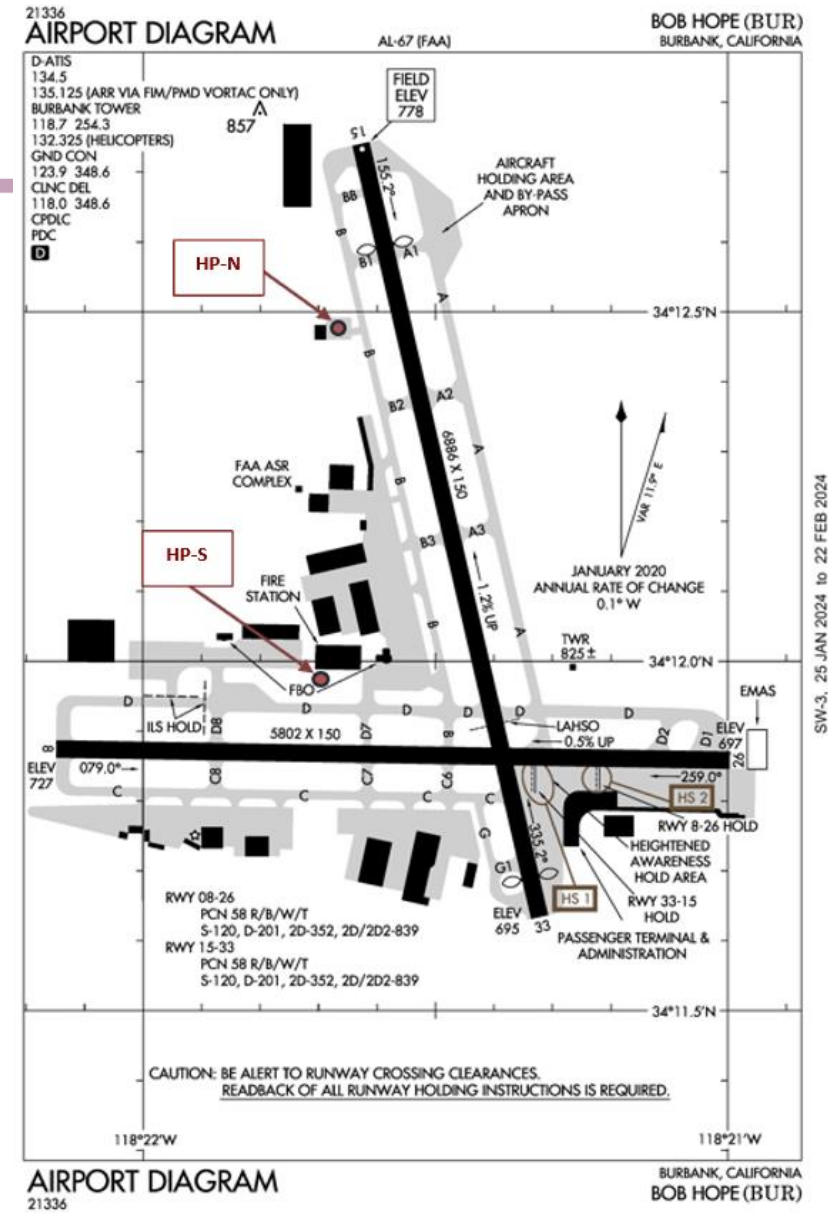 21336
AIRPORT DIAGRAM
AL-67 (FAA)
BOB HOPE (BUR)
BURBANK, CALIFORNIA
D-ATIS
134.5
135.125 (ARR VIA FIM/PMD VORTAC ONLY)
BURBANK TOWER
118.7 254.3
132.325 (HELICOPTERS)
GND CON
123.9 348.6
CLNC DEL
118.0 348.6
CPDLC
PDC
D
857
FIELD
ELEV
778
15
155.2°
AIRCRAFT
HOLDING AREA
AND BY-PASS
APRON
BB
B
B1
A1
A
HP-N
34°12.5'N
B
B2
A2
A
6886 X 150
VAR 11.9° E
FAA ASR
COMPLEX
B
B3
A3
HP-S
JANUARY 2020
ANNUAL RATE OF CHANGE
0.1° W
1.2% UP
FIRE
STATION
B
A
TWR
825±
34°12.0'N
FBO
EMAS
D
ILS HOLD
D8
D
D7
D
B
D
D
D
D2
D1
LAHSO
0.5% UP
ELEV
697
26
5802 X 150
8
ELEV
727
079.0°
259.0°
C
C8
C
C7
C
C6
C
HS 2
RWY 8-26 HOLD
HEIGHTENED
AWARENESS
HOLD AREA
G
G1
335.2°
HS 1
RWY 33-15
HOLD
ELEV
695
33
PASSENGER TERMINAL &
ADMINISTRATION
RWY 08-26
PCN 58 R/B/W/T
S-120, D-201, 2D-352, 2D/2D2-839
RWY 15-33
PCN 58 R/B/W/T
S-120, D-201, 2D-352, 2D/2D2-839
34°11.5'N
CAUTION: BE ALERT TO RUNWAY CROSSING CLEARANCES.
READBACK OF ALL RUNWAY HOLDING INSTRUCTIONS IS REQUIRED.
118°22'W
118°21'W
SW-3, 25 JAN 2024 to 22 FEB 2024
AIRPORT DIAGRAM
21336
BURBANK, CALIFORNIA
BOB HOPE (BUR)